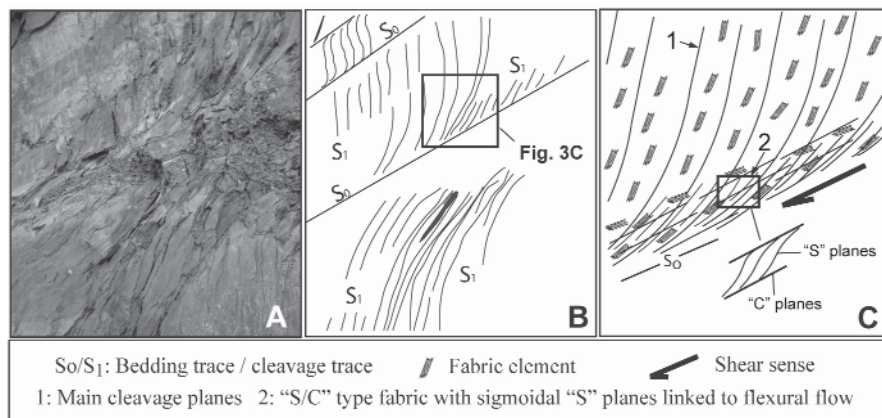 A
S0
S1
S1
Fig. 3C
S0
S1
S1
B
1
2
S0
"S" planes
"C" planes
C
So/S1: Bedding trace / cleavage trace
Fabric element
Shear sense
1: Main cleavage planes 2: "S/C" type fabric with sigmoidal "S" planes linked to flexural flow